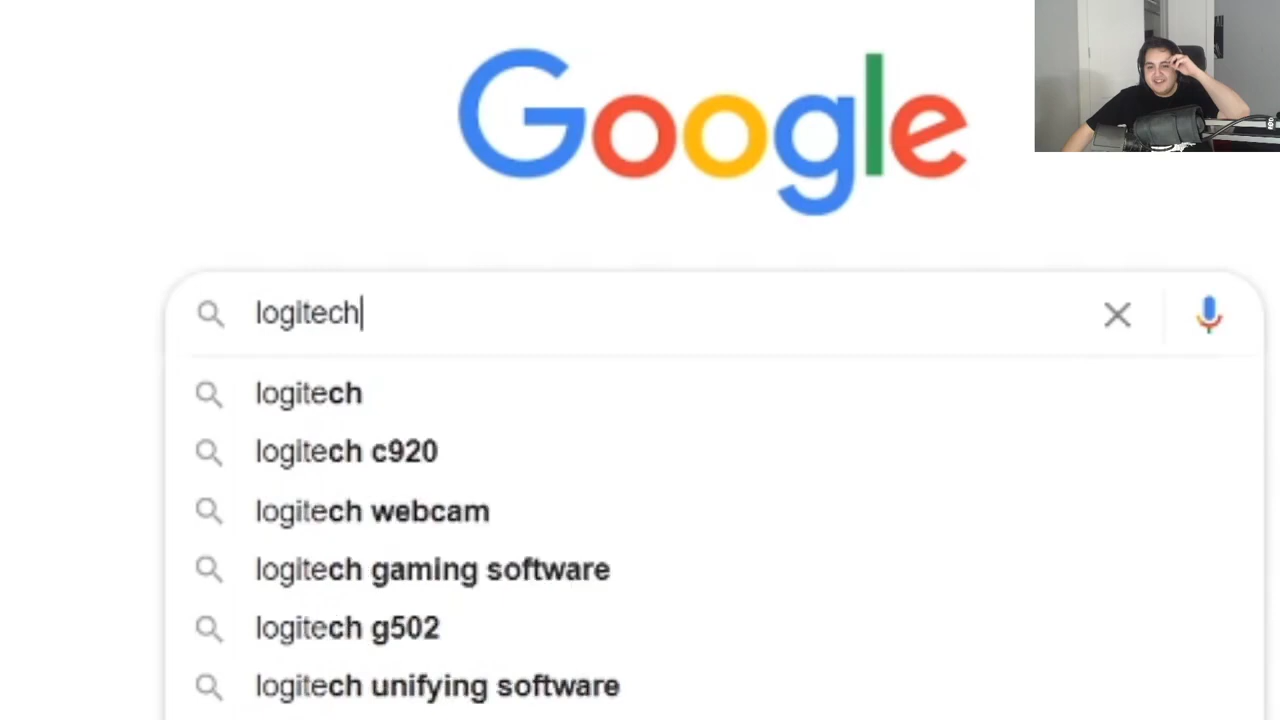 Google
logitech
logitech
logitech c920
logitech webcam
logitech gaming software
logitech g502
logitech unifying software